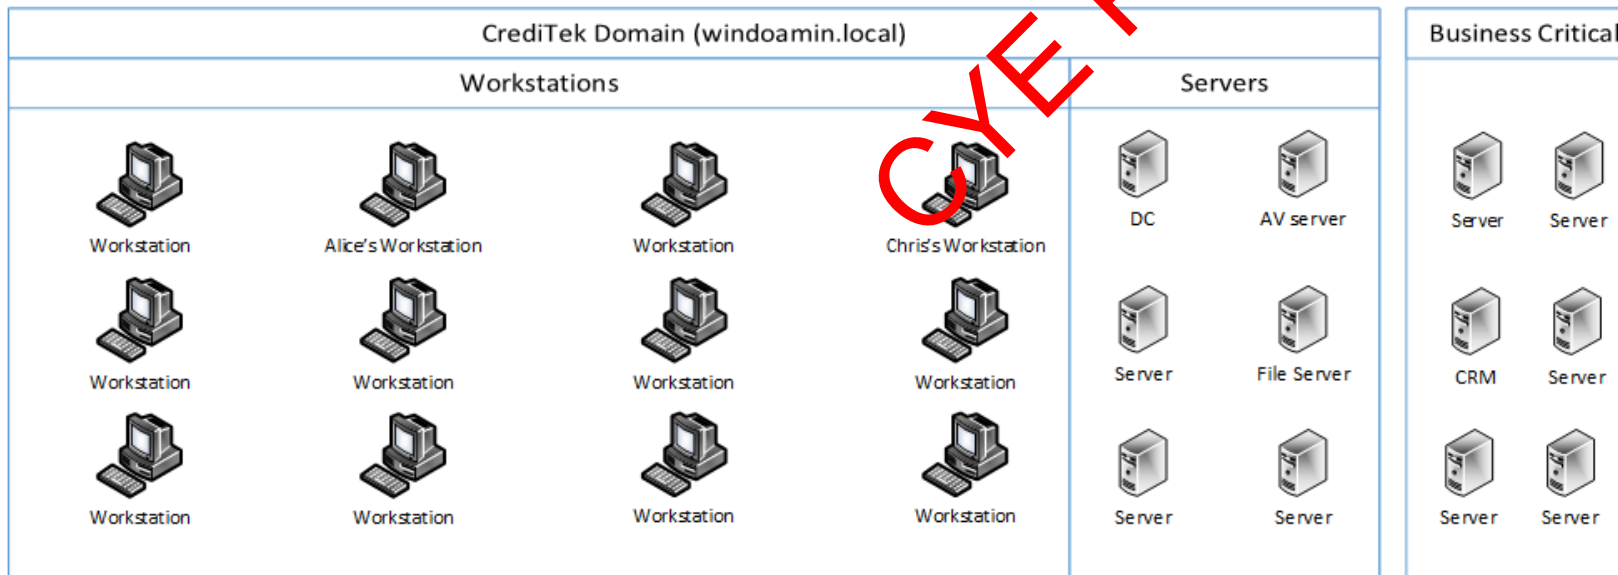 CrediTek Domain (windoamin.local)
Business Critical
Workstations
Servers
Workstation
Alice's Workstation
Workstation
Chris's Workstation
DC
AV server
Server
Server
Workstation
Workstation
Workstation
Workstation
Server
File Server
CRM
Server
Workstation
Workstation
Workstation
Workstation
Server
Server
Server
Server
CYE